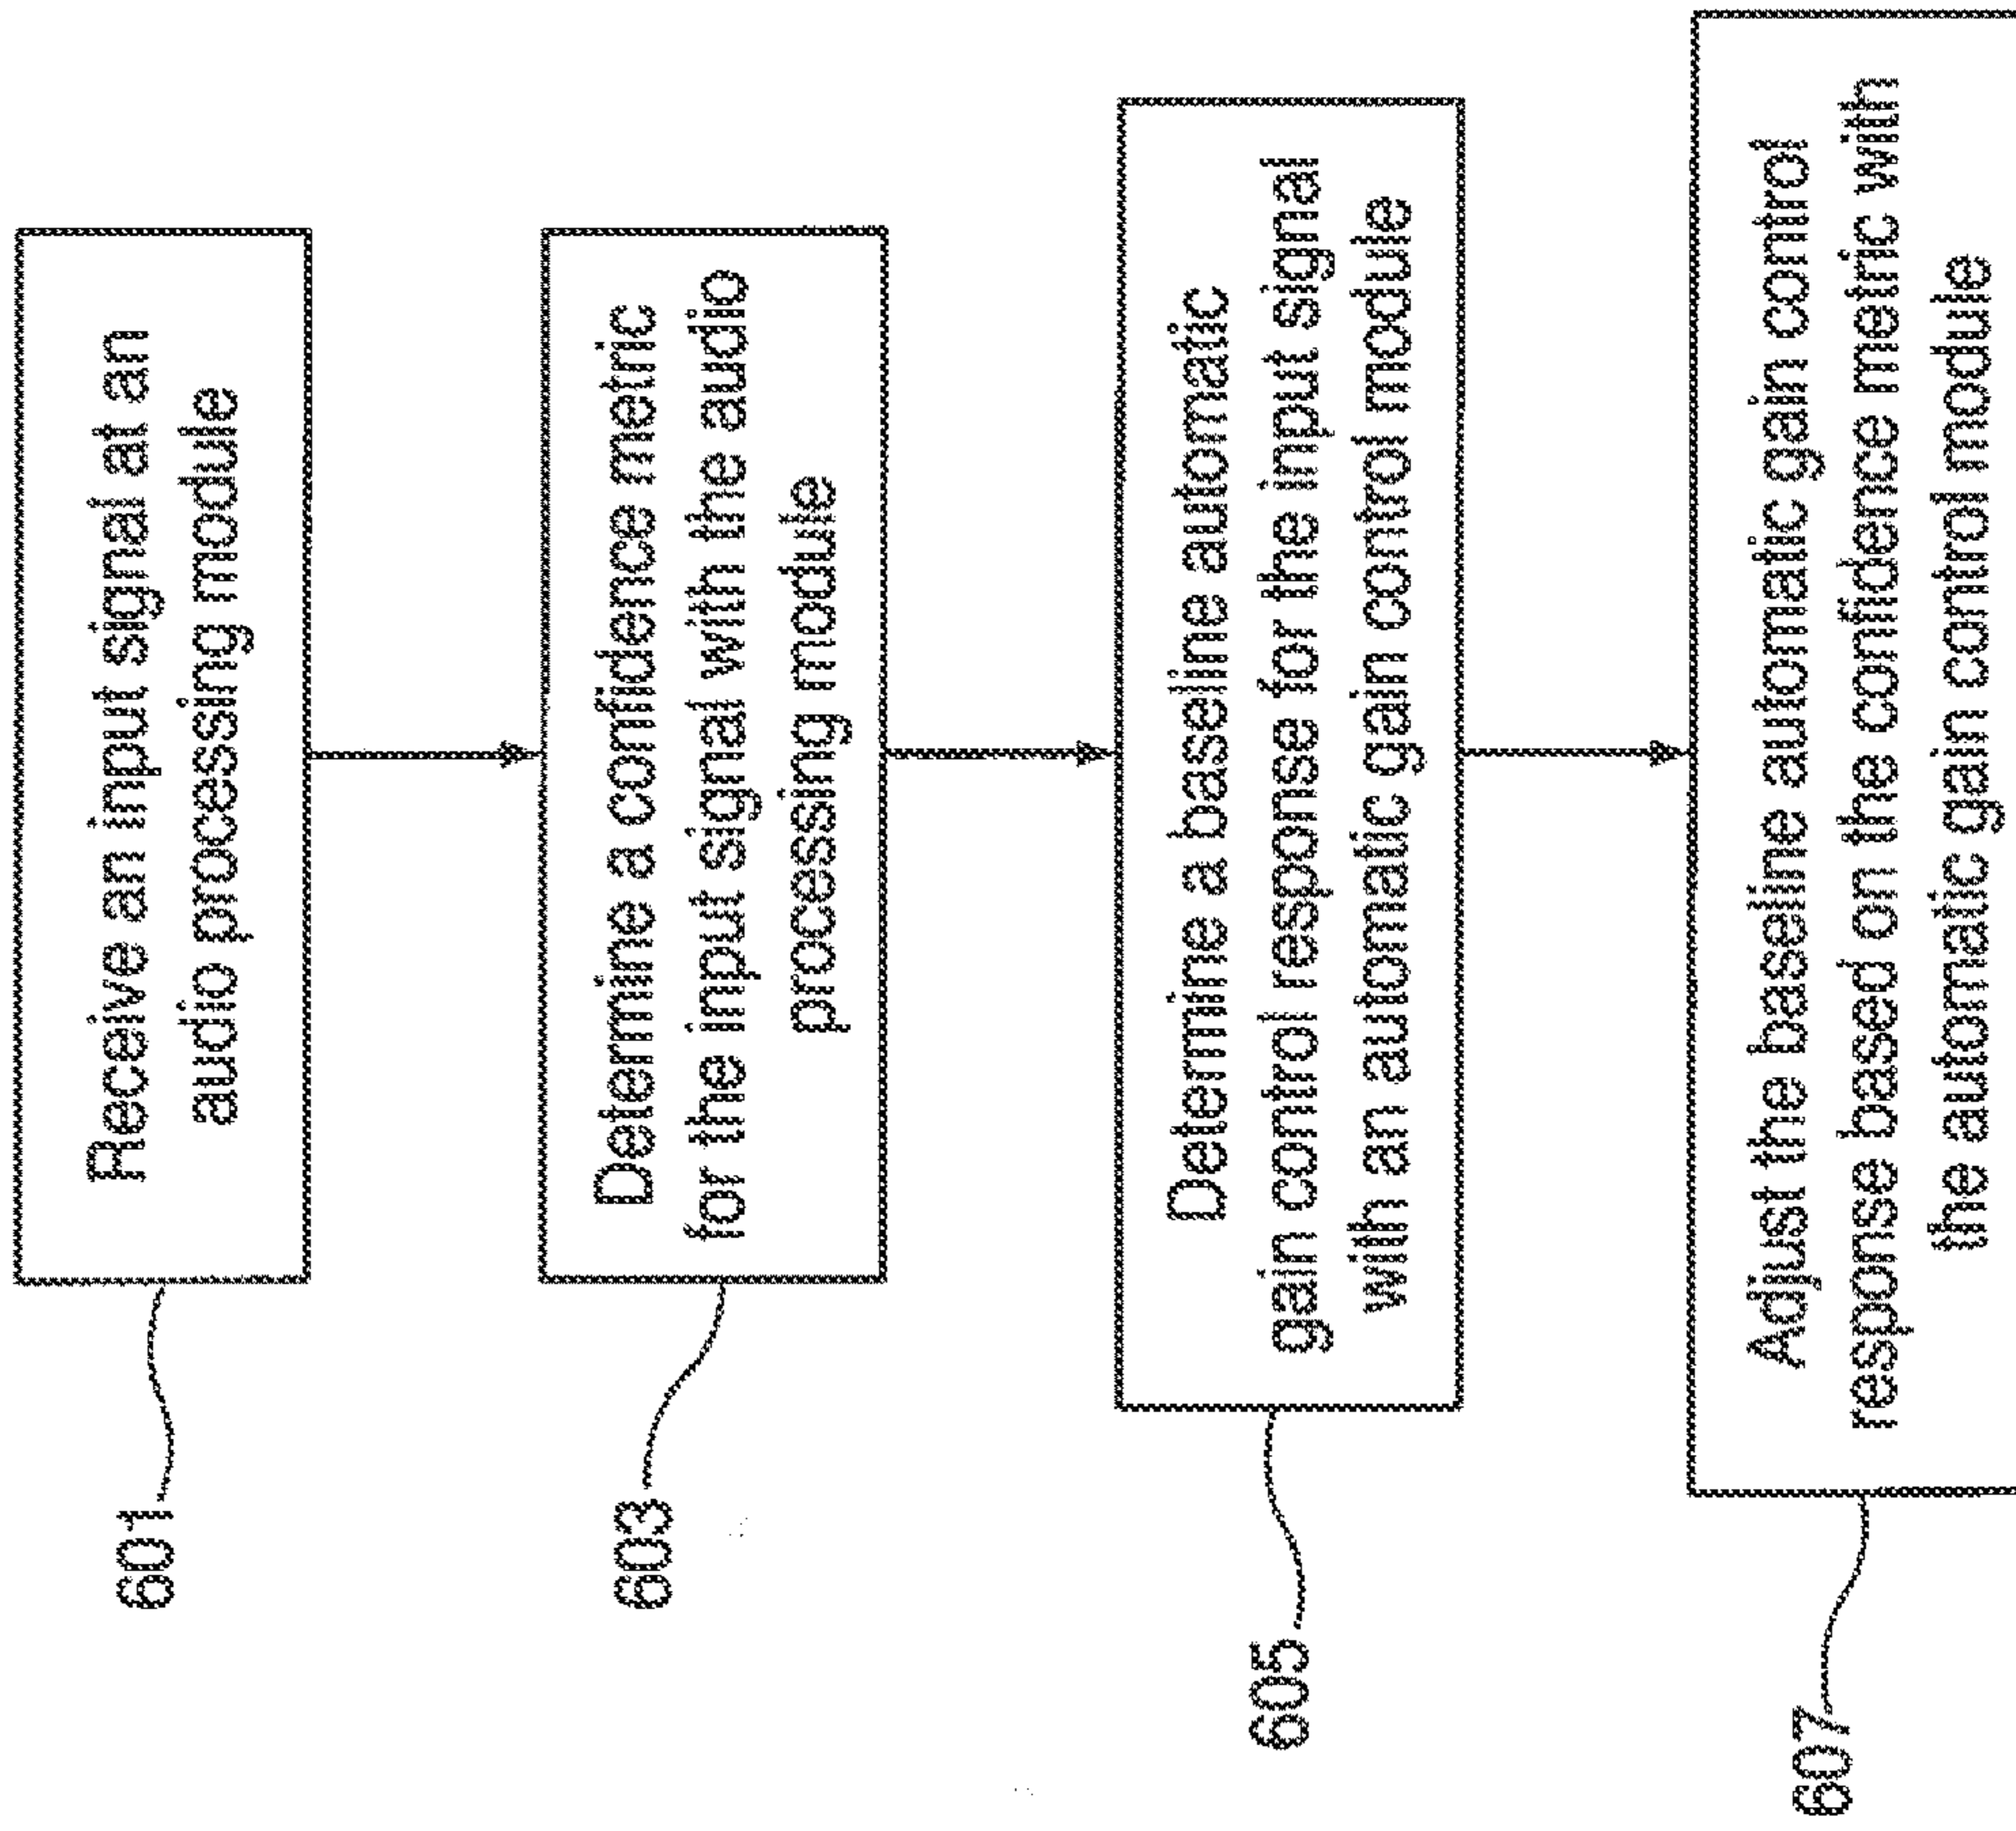 601
Receive an input signal at an
audio processing module
603
Determine a confidence metric
for the input signal with the audio
processing module
605
Determine a baseline automatic
gain control response for the input signal
with an automatic gain control module
607
Adjust the baseline automatic gain control
response based on the confidence metric with
the automatic gain control module